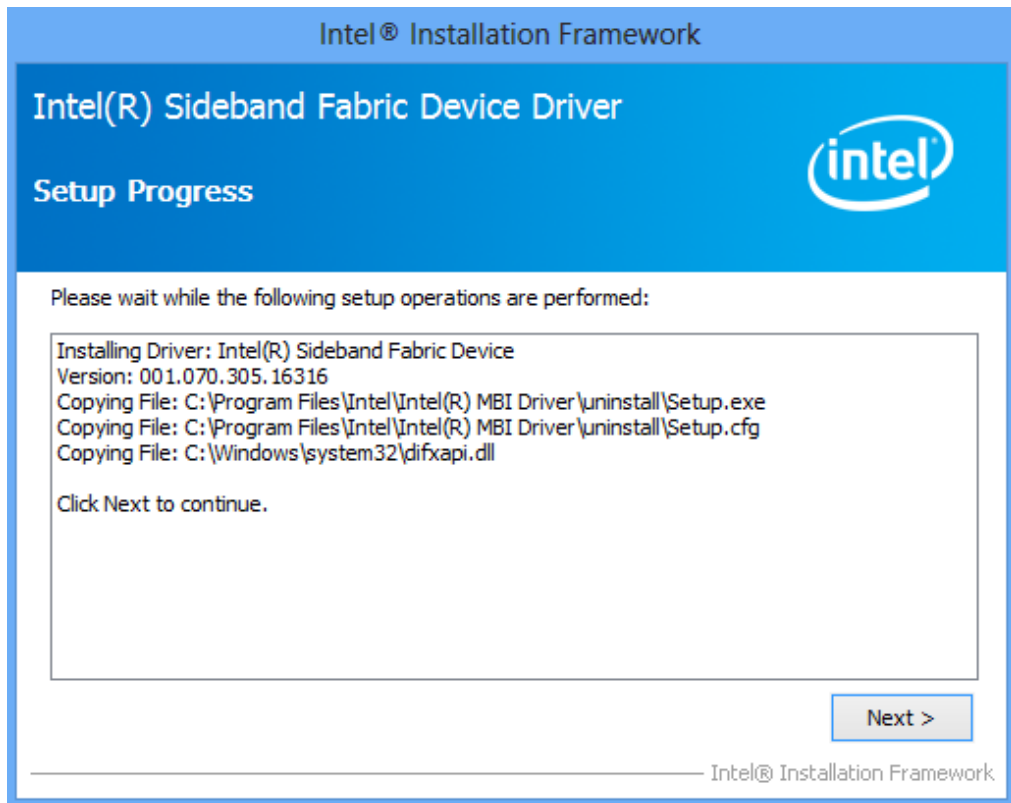 Intel® Installation Framework
Intel(R) Sideband Fabric Device Driver
intel
Setup Progress
Please wait while the following setup operations are performed:
Installing Driver: Intel(R) Sideband Fabric Device
Version: 001.070.305.16316
Copying File: C:\Program Files\Intel\Intel(R) MBI Driver\uninstall\Setup.exe
Copying File: C:\Program Files\Intel\Intel(R) MBI Driver\uninstall\Setup.cfg
Copying File: C:\Windows\system32\difxapi.dll
Click Next to continue.
Next >
Intel® Installation Framework